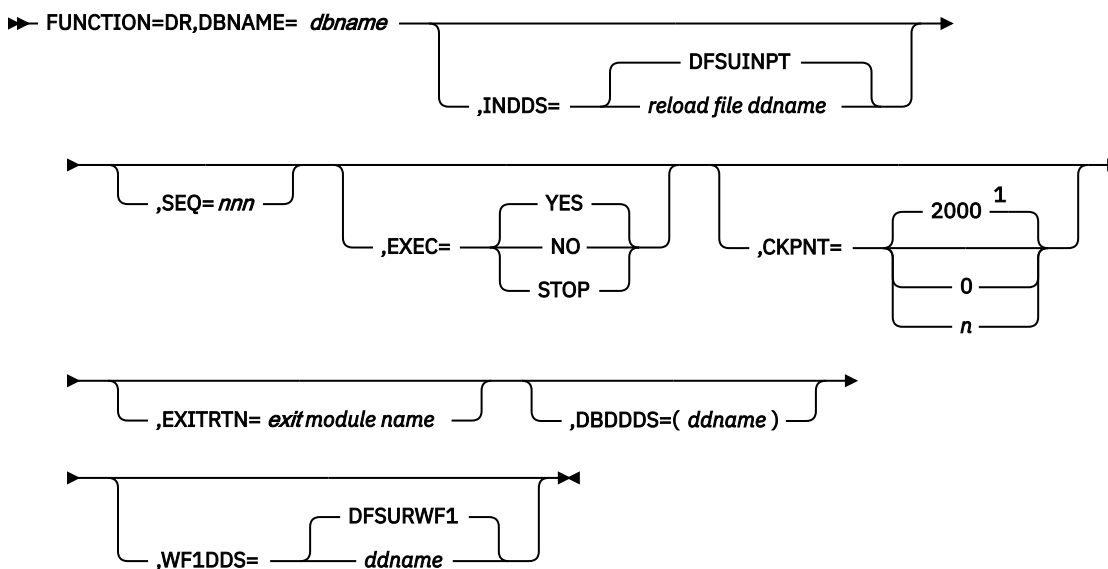 FUNCTION=DR,DBNAME= dbname
DFSUINPT
,INDDS= reload file ddname
,SEQ= nnn
YES
,EXEC= NO
STOP
2000 1
,CKPNT=
0
n
,EXITRTN= exit module name
,DBDDDS=( ddname )
DFSURWF1
,WF1DDS= ddname